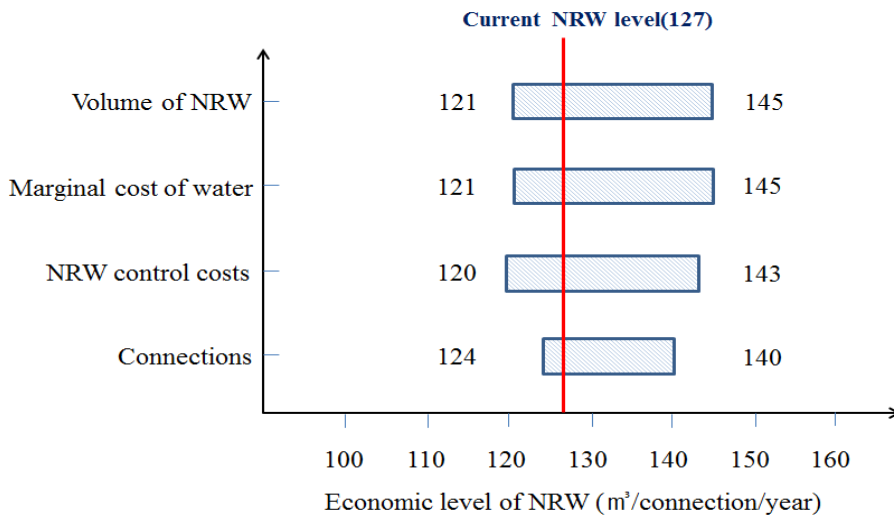 Current NRW level(127)
Volume of NRW 121 145
Marginal cost of water 121 145
NRW control costs 120 143
Connections 124 140
100 110 120 130 140 150 160
Economic level of NRW (㎥/connection/year)